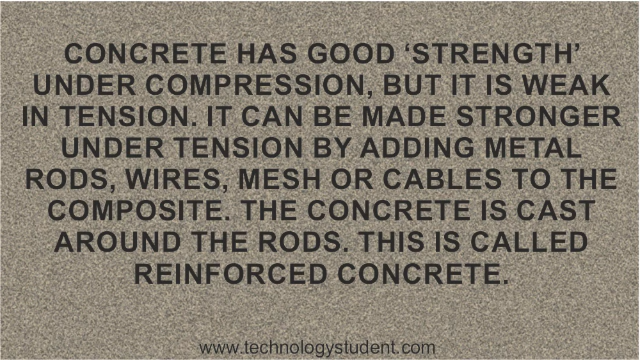 CONCRETE HAS GOOD ‘STRENGTH’
UNDER COMPRESSION, BUT IT IS WEAK
IN TENSION. IT CAN BE MADE STRONGER
UNDER TENSION BY ADDING METAL
RODS, WIRES, MESH OR CABLES TO THE
COMPOSITE. THE CONCRETE IS CAST
AROUND THE RODS. THIS IS CALLED
REINFORCED CONCRETE.
www.technologystudent.com